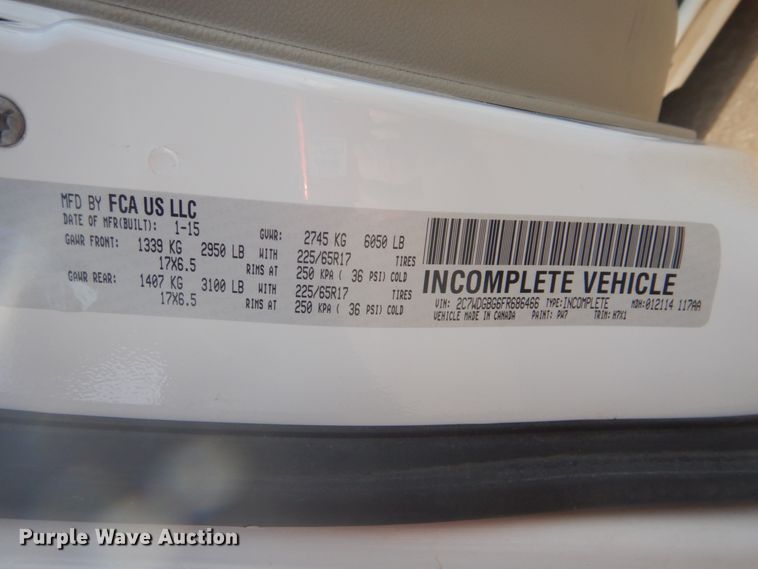 MFD BY FCA US LLC
DATE OF MFR(BUILT): 1-15 GVWR: 2745 KG 6050 LB
GAWR FRONT: 1339 KG 2950 LB WITH 225/65R17 TIRES
17X6.5 RIMS AT 250 KPA ( 36 PSI) COLD
GAWR REAR: 1407 KG 3100 LB WITH 225/65R17 TIRES
17X6.5 RIMS AT 250 KPA ( 36 PSI) COLD
INCOMPLETE VEHICLE
VIN: 2C7WDGBG6FR686466 TYPE:INCOMPLETE MDH:012114 117AA
VEHICLE MADE IN CANADA PAINT: PW7 TRIM: H7X1
Purple Wave Auction